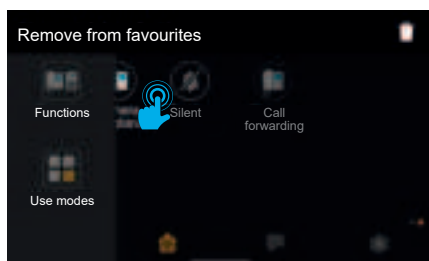 Remove from favourites
Functions
Silent
Call
forwarding
Use modes